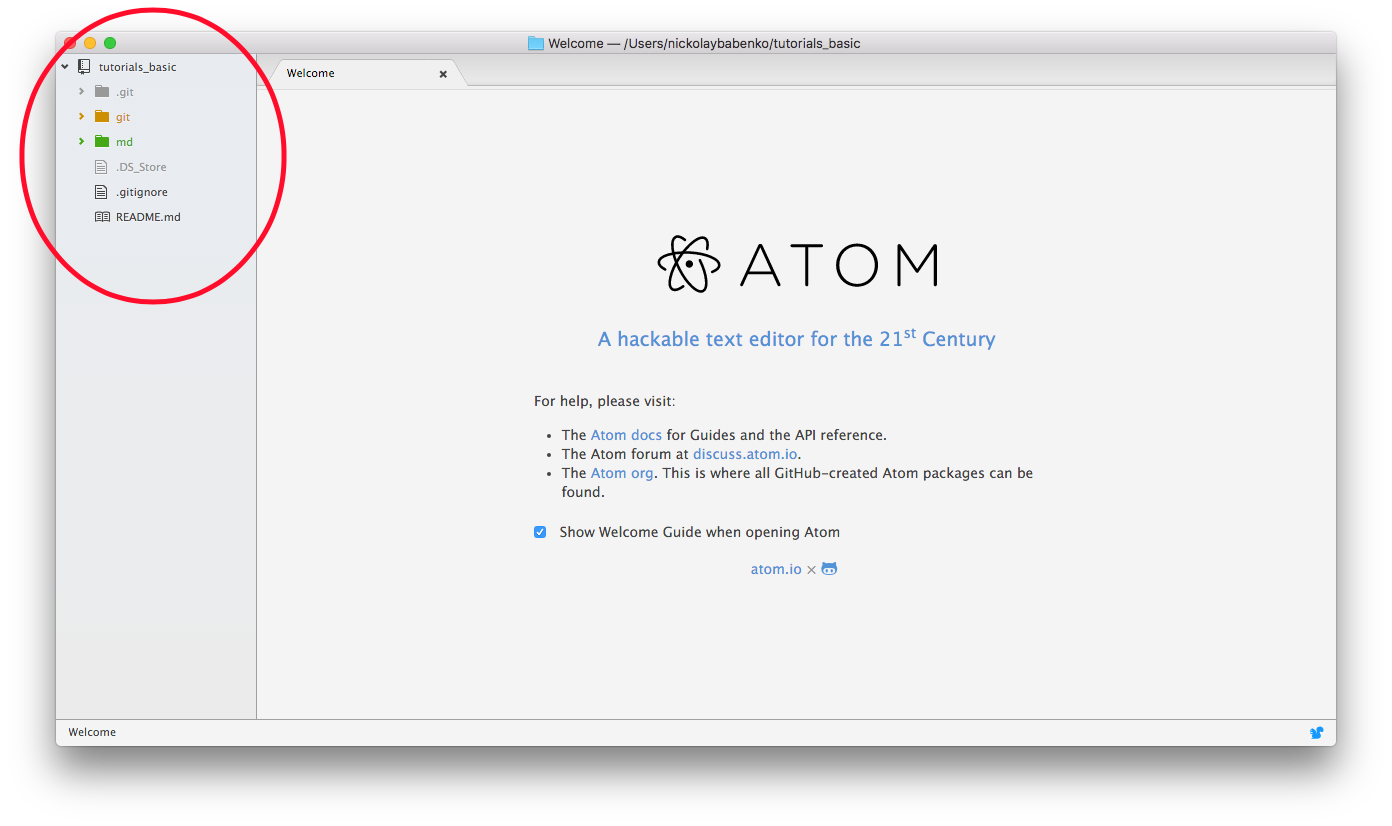 Welcome — /Users/nickolaybabenko/tutorials_basic
tutorials_basic
.git
git
md
.DS_Store
.gitignore
README.md
Welcome
ATOM
A hackable text editor for the 21st Century
For help, please visit:
• The Atom docs for Guides and the API reference.
• The Atom forum at discuss.atom.io.
• The Atom org. This is where all GitHub-created Atom packages can be
found.
Show Welcome Guide when opening Atom
atom.io ×
Welcome